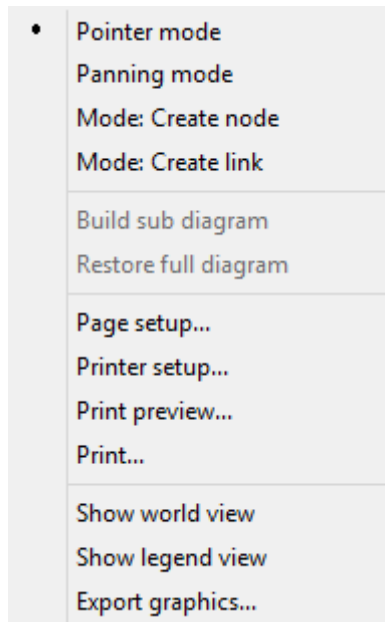 Pointer mode
Panning mode
Mode: Create node
Mode: Create link
Build sub diagram
Restore full diagram
Page setup...
Printer setup...
Print preview...
Print...
Show world view
Show legend view
Export graphics...